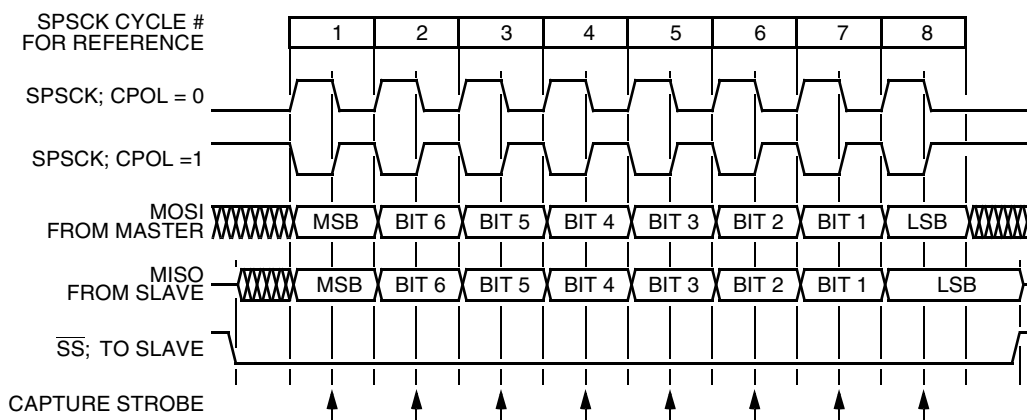 SPSCK CYCLE #
FOR REFERENCE
1 2 3 4 5 6 7 8
SPSCK; CPOL = 0
SPSCK; CPOL =1
MOSI
FROM MASTER
MSB BIT 6 BIT 5 BIT 4 BIT 3 BIT 2 BIT 1 LSB
MISO
FROM SLAVE
MSB BIT 6 BIT 5 BIT 4 BIT 3 BIT 2 BIT 1 LSB
SS; TO SLAVE
CAPTURE STROBE